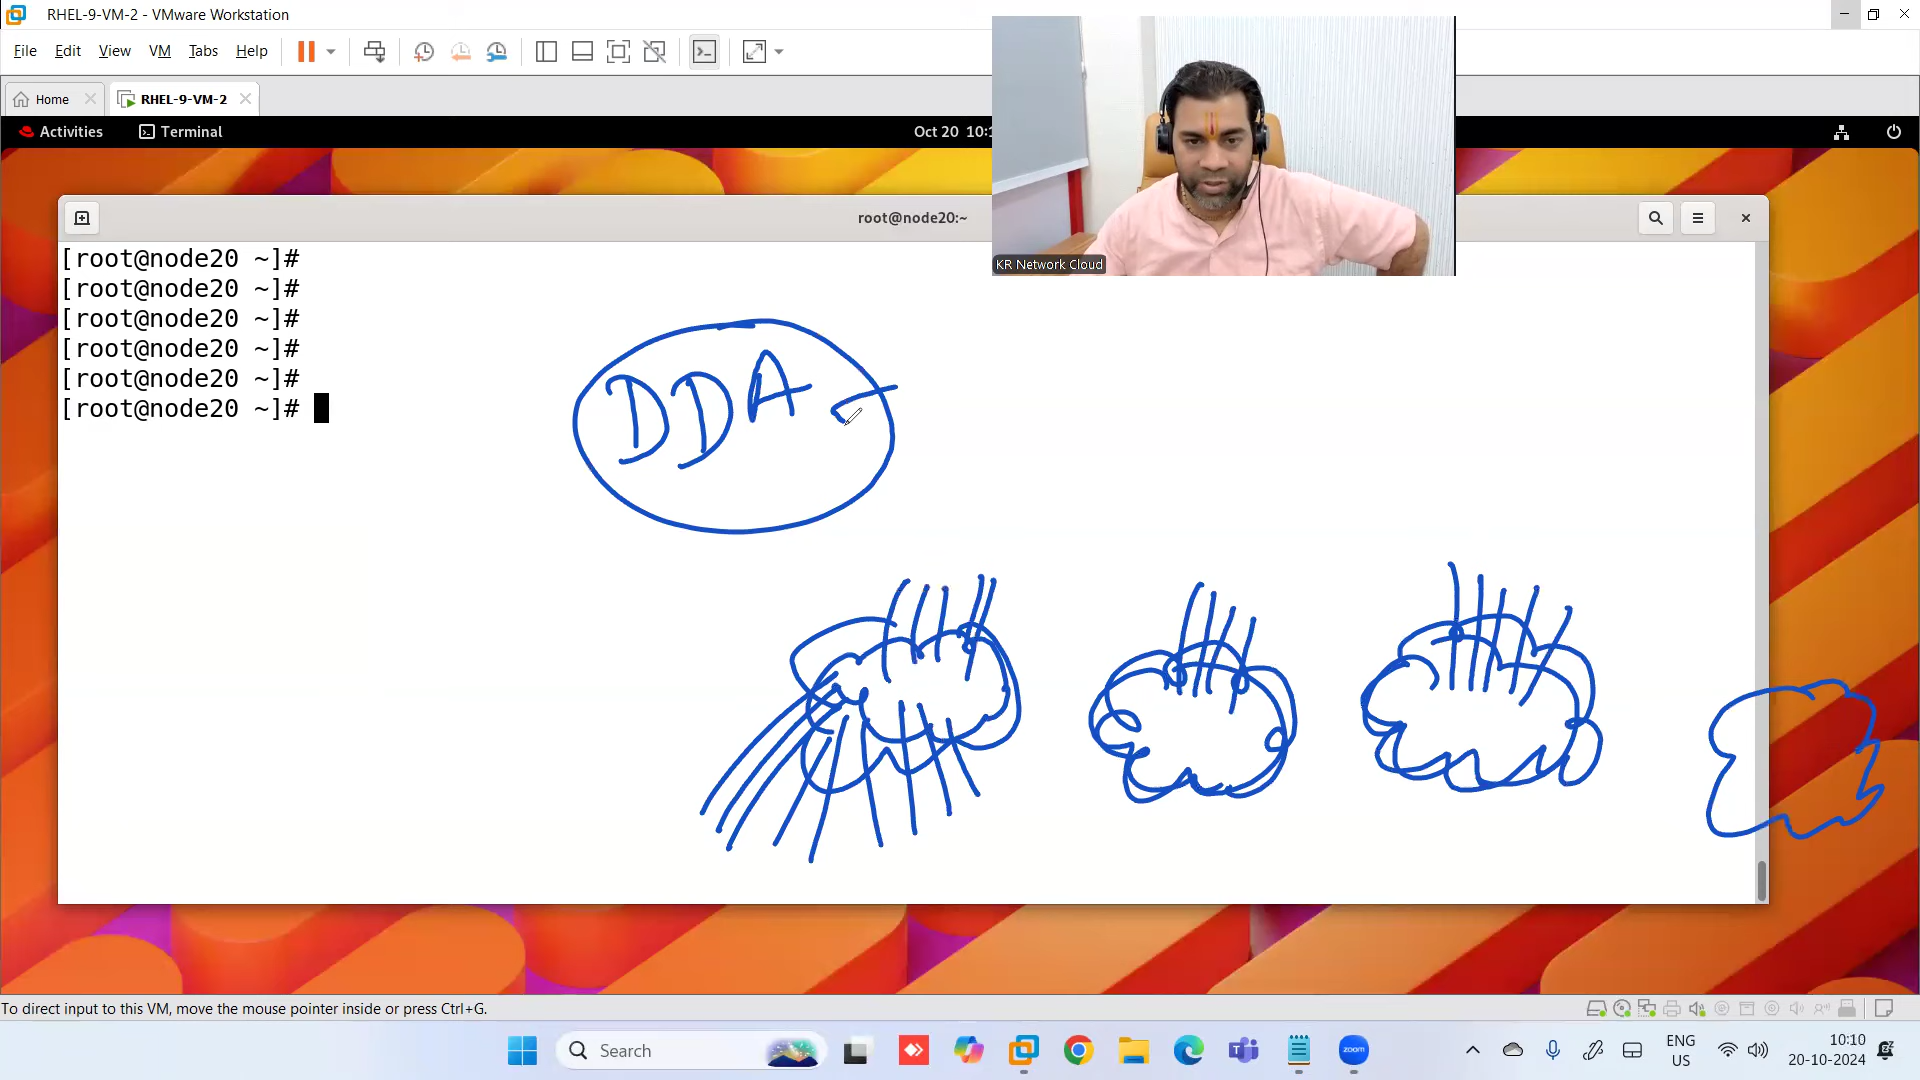 RHEL-9-VM-2 - VMware Workstation
File Edit View VM Tabs Help
Home RHEL-9-VM-2
Activities Terminal Oct 20 10:1
root@node20:~
KR Network Cloud
[root@node20 ~]#
[root@node20 ~]#
[root@node20 ~]#
[root@node20 ~]#
[root@node20 ~]#
[root@node20 ~]#
DDA
To direct input to this VM, move the mouse pointer inside or press Ctrl+G.
Search
zoom
ENG
US
10:10
20-10-2024